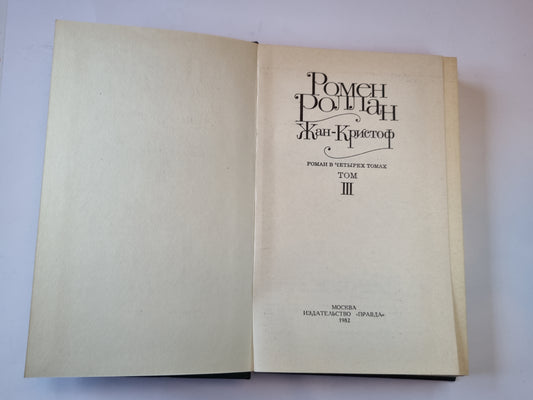 Ромен
Роллан
Жан-Кристоф
РОМАН В ЧЕТЫРЕХ ТОМАХ
ТОМ
III
МОСКВА
ИЗДАТЕЛЬСТВО «ПРАВДА»
1982